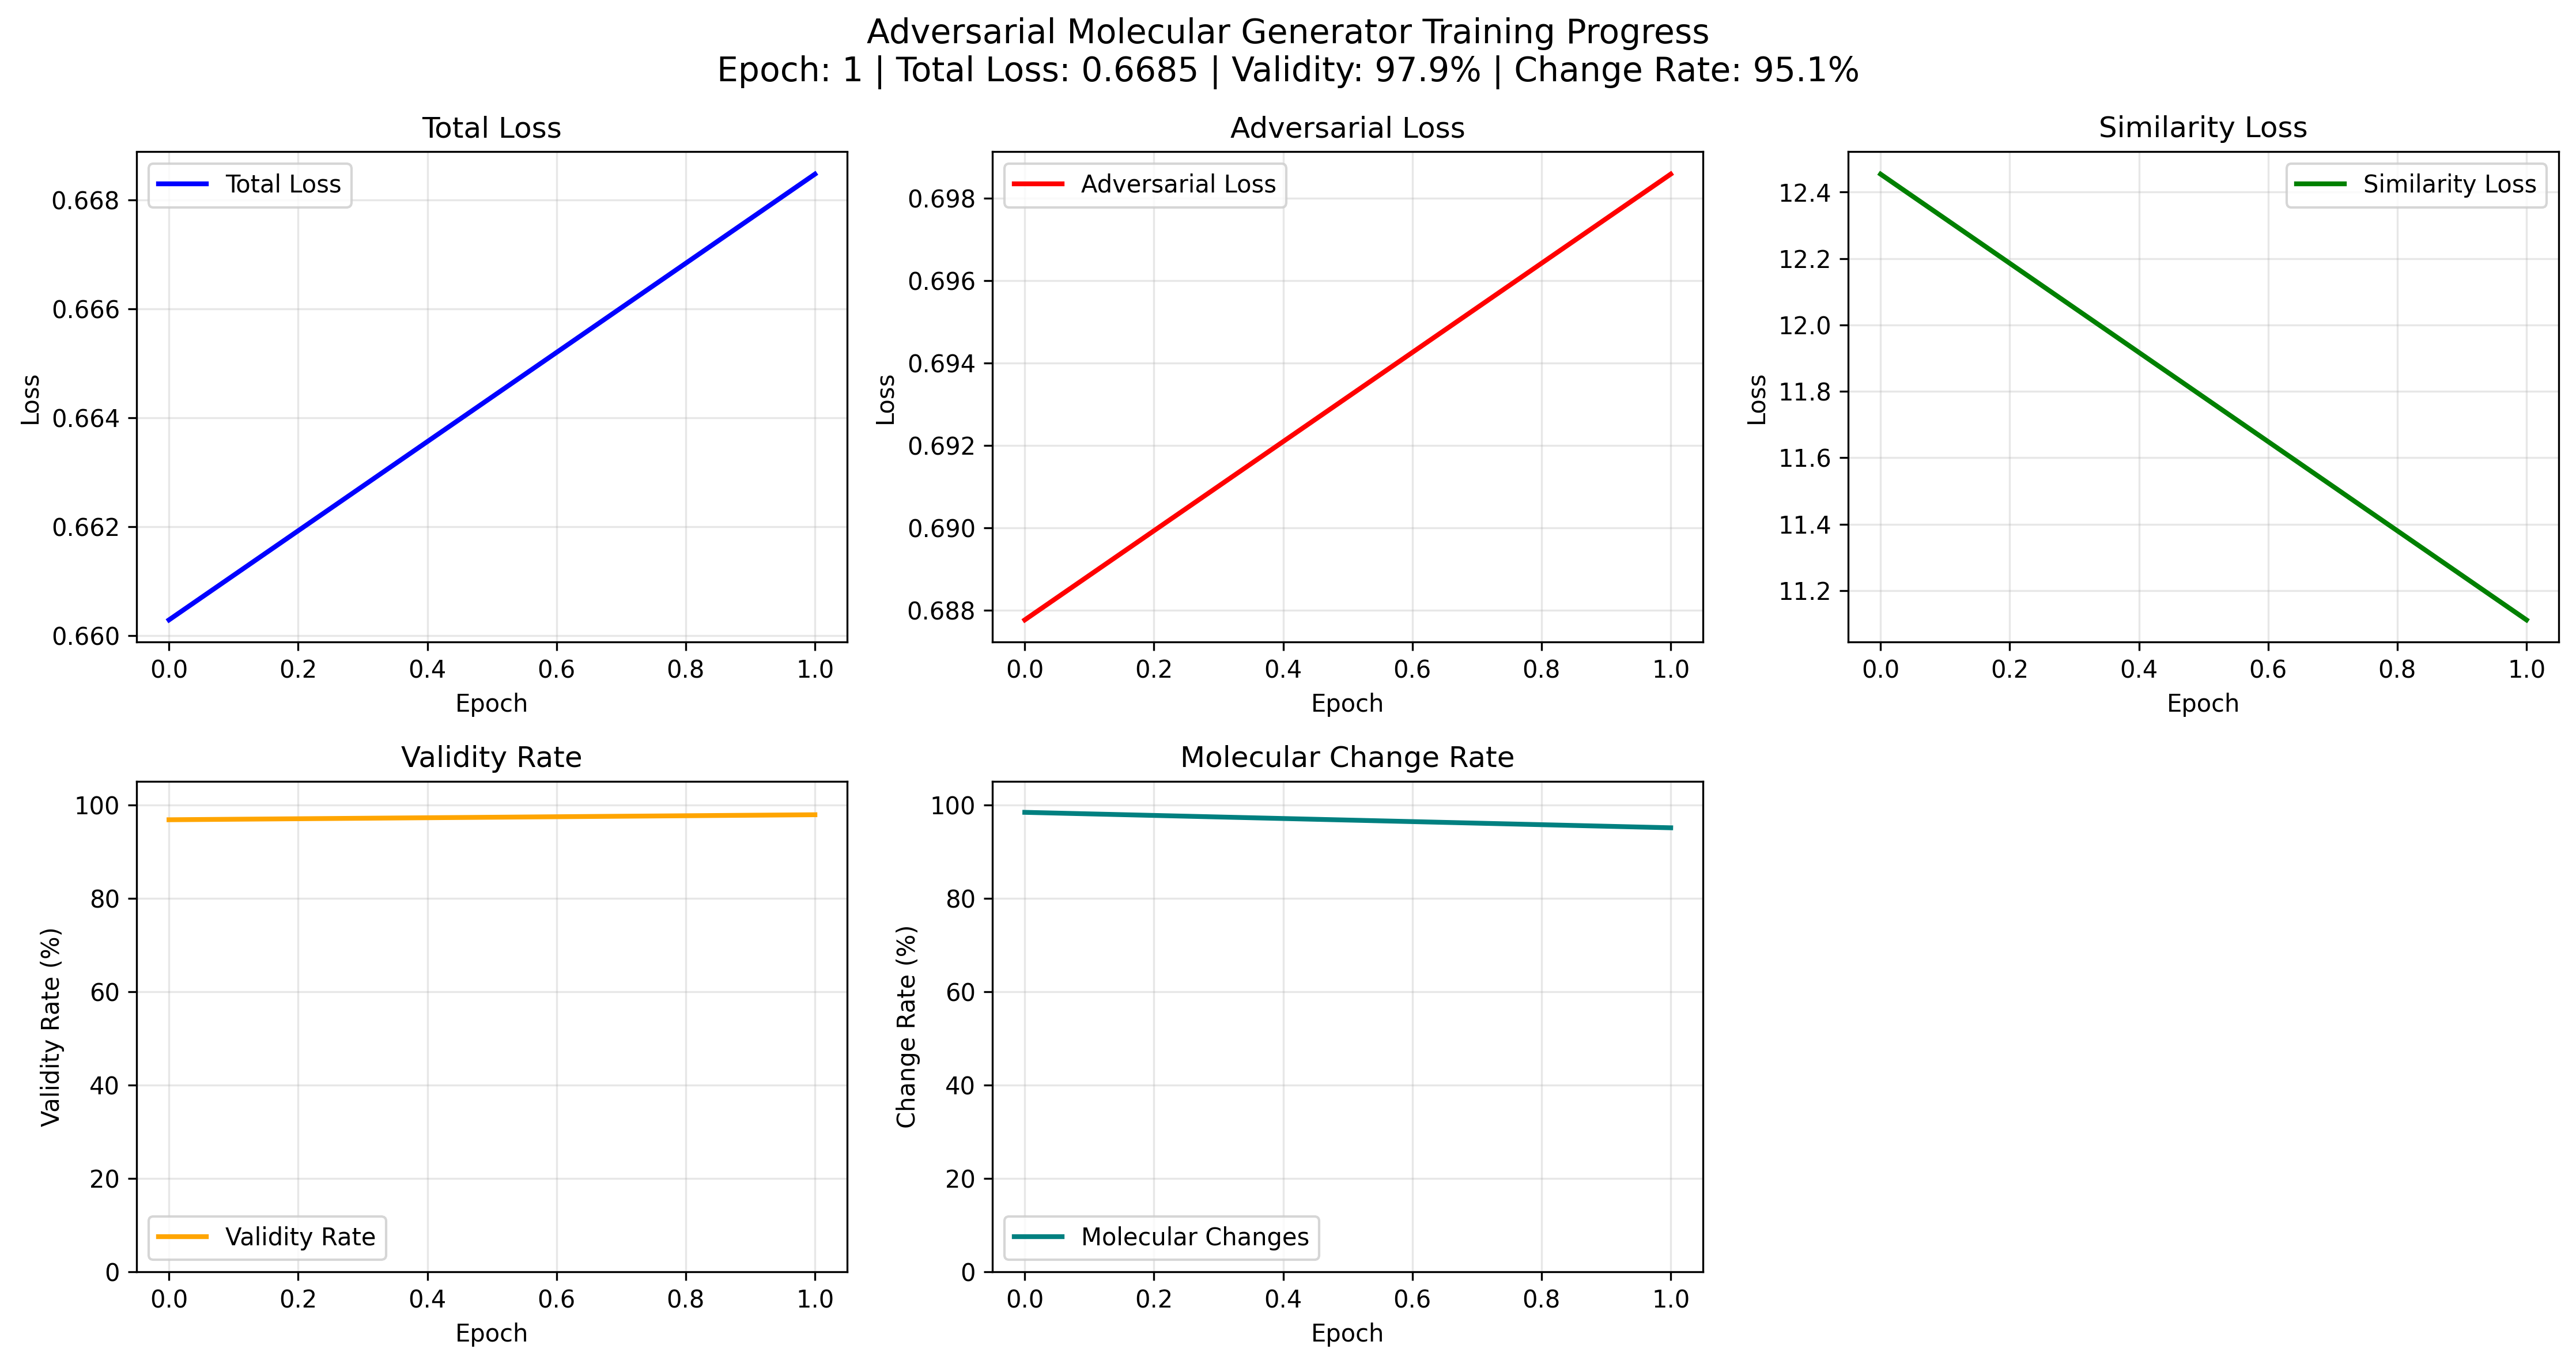 Adversarial Molecular Generator Training Progress
Epoch: 1 | Total Loss: 0.6685 | Validity: 97.9% | Change Rate: 95.1%
Total Loss
Total Loss
0.668
0.666
0.664
0.662
0.660
Loss
0.0 0.2 0.4 0.6 0.8 1.0
Epoch
Adversarial Loss
Adversarial Loss
0.698
0.696
0.694
0.692
0.690
0.688
Loss
0.0 0.2 0.4 0.6 0.8 1.0
Epoch
Similarity Loss
Similarity Loss
12.4
12.2
12.0
11.8
11.6
11.4
11.2
Loss
0.0 0.2 0.4 0.6 0.8 1.0
Epoch
Validity Rate
100
80
60
40
20
0
Validity Rate (%)
Validity Rate
0.0 0.2 0.4 0.6 0.8 1.0
Epoch
Molecular Change Rate
100
80
60
40
20
0
Change Rate (%)
Molecular Changes
0.0 0.2 0.4 0.6 0.8 1.0
Epoch